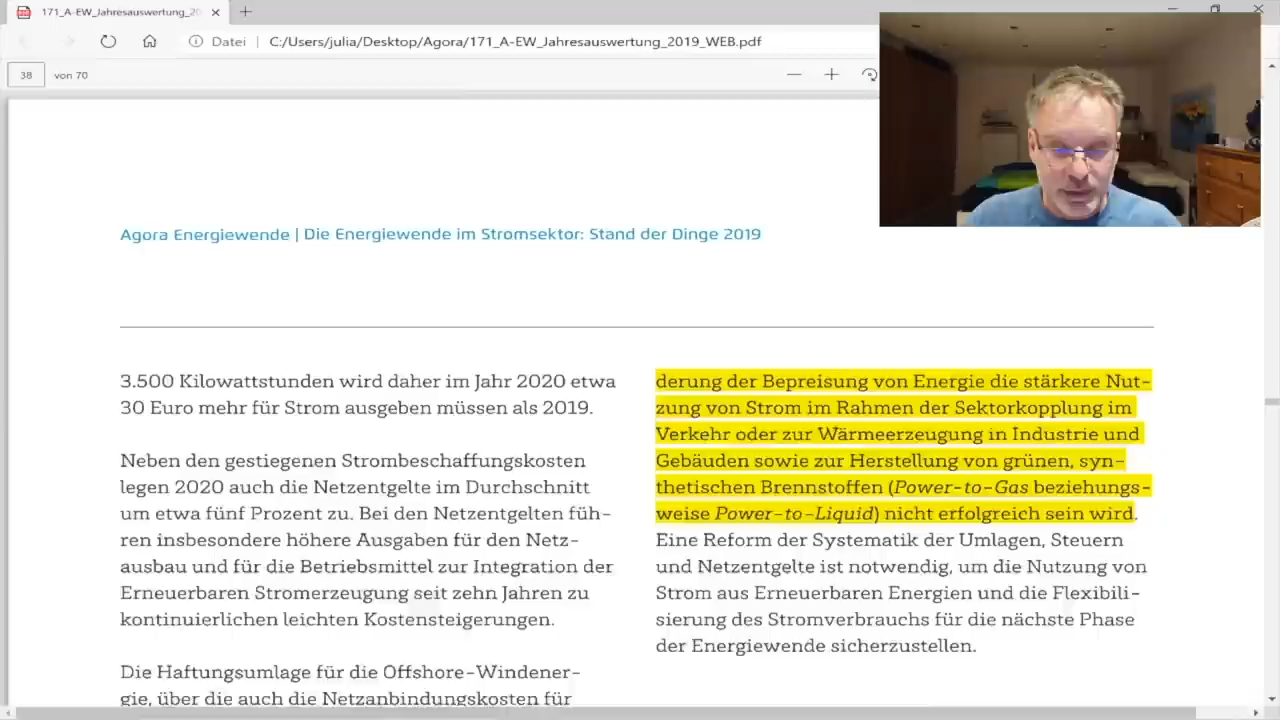 171_A-EW_Jahresauswertung_20
Datei
C:/Users/julia/Desktop/Agora/171_A-EW_Jahresauswertung_2019_WEB.pdf
38 von 70
Agora Energiewende | Die Energiewende im Stromsektor: Stand der Dinge 2019
3.500 Kilowattstunden wird daher im Jahr 2020 etwa
30 Euro mehr für Strom ausgeben müssen als 2019.
Neben den gestiegenen Strombeschaffungskosten
legen 2020 auch die Netzentgelte im Durchschnitt
um etwa fünf Prozent zu. Bei den Netzentgelten füh-
ren insbesondere höhere Ausgaben für den Netz-
ausbau und für die Betriebsmittel zur Integration der
Erneuerbaren Stromerzeugung seit zehn Jahren zu
kontinuierlichen leichten Kostensteigerungen.
Die Haftungsumlage für die Offshore-Windener-
gie, über die auch die Netzanbindungskosten für
derung der Bepreisung von Energie die stärkere Nut-
zung von Strom im Rahmen der Sektorkopplung im
Verkehr oder zur Wärmeerzeugung in Industrie und
Gebäuden sowie zur Herstellung von grünen, syn-
thetischen Brennstoffen (Power-to-Gas beziehungs-
weise Power-to-Liquid) nicht erfolgreich sein wird.
Eine Reform der Systematik der Umlagen, Steuern
und Netzentgelte ist notwendig, um die Nutzung von
Strom aus Erneuerbaren Energien und die Flexibili-
sierung des Stromverbrauchs für die nächste Phase
der Energiewende sicherzustellen.